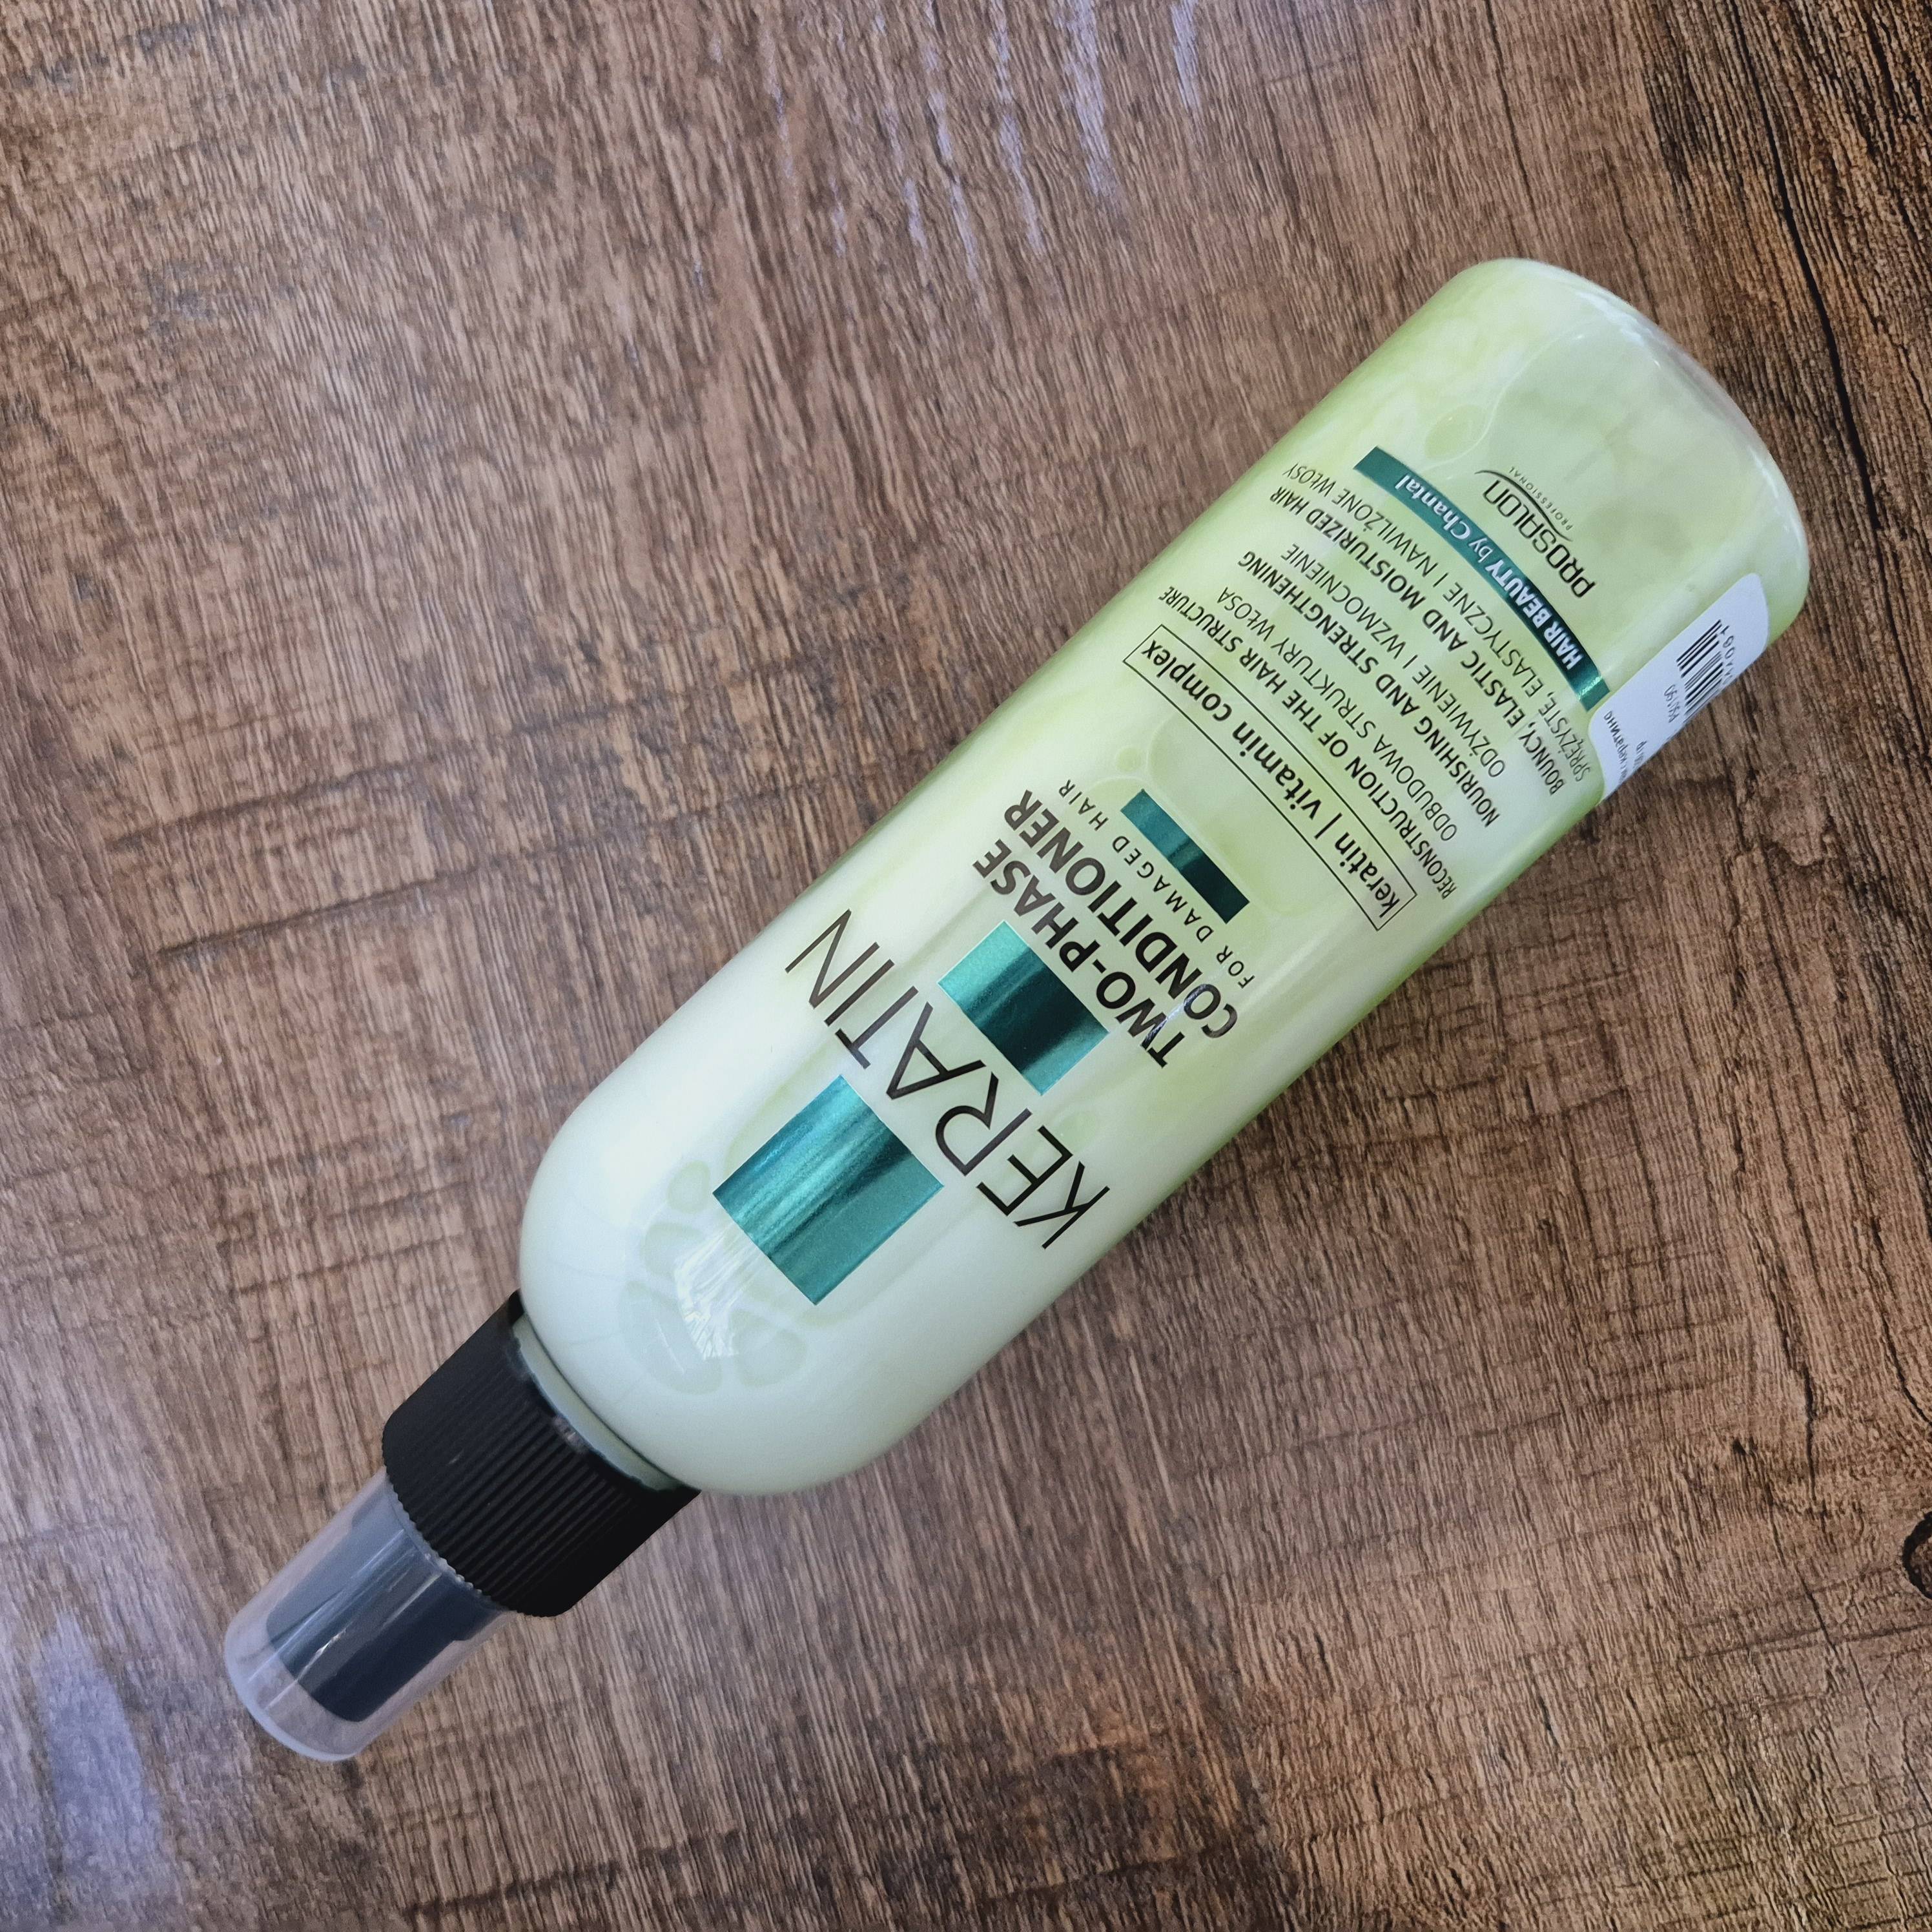 KERATIN
TWO-PHASE
CONDITIONER
FOR DAMAGED HAIR
keratin | vitamin complex
RECONSTRUCTION OF THE HAIR STRUCTURE
ODBUDOWA STRUKTURY WŁOSA
NOURISHING AND STRENGTHENING
ODŻYWIENIE I WZMOCNIENIE
BOUNCY, ELASTIC AND MOISTURIZED HAIR
SPRĘŻYSTE, ELASTYCZNE I NAWILŻONE WŁOSY
HAIR BEAUTY by Chantal
PROSALON
PROFESSIONAL